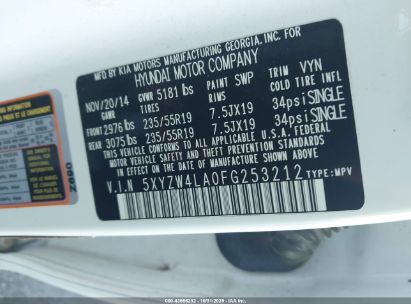 MFD BY KIA MOTORS MANUFACTURING GEORGIA, INC. FOR
HYUNDAI MOTOR COMPANY
NOV/20/14 GVWR 5181 lbs PAINT SWP TRIM VYN
GAWR TIRES RIMS COLD TIRE INFL
FRONT 2976 lbs 235/55R19 7.5JX19 34psi SINGLE
REAR 3075 lbs 235/55R19 7.5JX19 34psi SINGLE
THIS VEHICLE CONFORMS TO ALL APPLICABLE U.S.A. FEDERAL
MOTOR VEHICLE SAFETY STANDARDS IN EFFECT ON THE DATE OF
MANUFACTURE SHOWN ABOVE.
V.I.N 5XYZW4LA0FG253212 TYPE: MPV